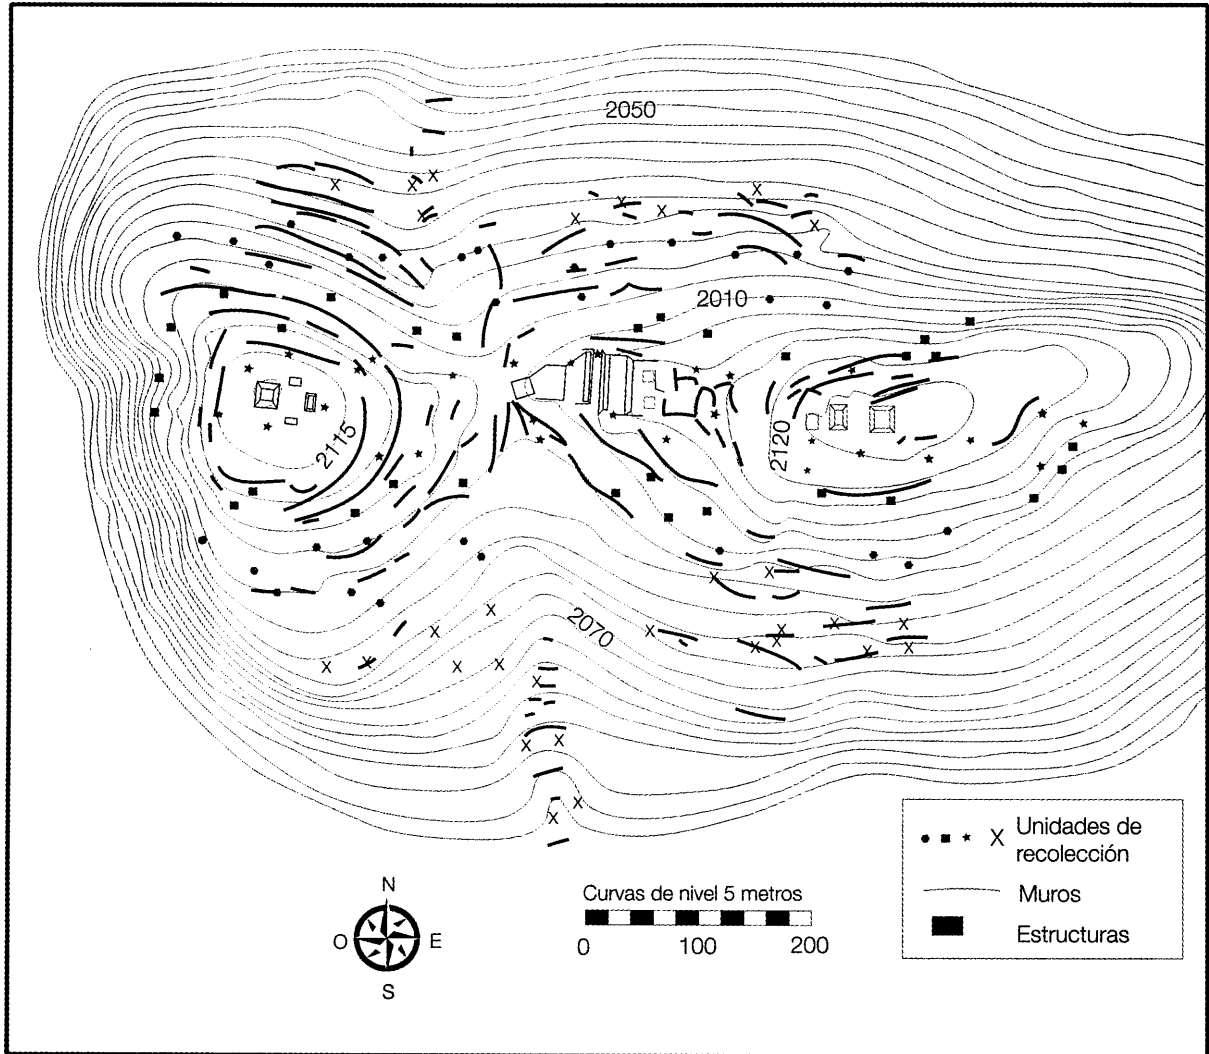 2050
2010
2115
2120
2070
X Unidades de
recolección
Muros
Estructuras
Curvas de nivel 5 metros
0 100 200
N
O E
S